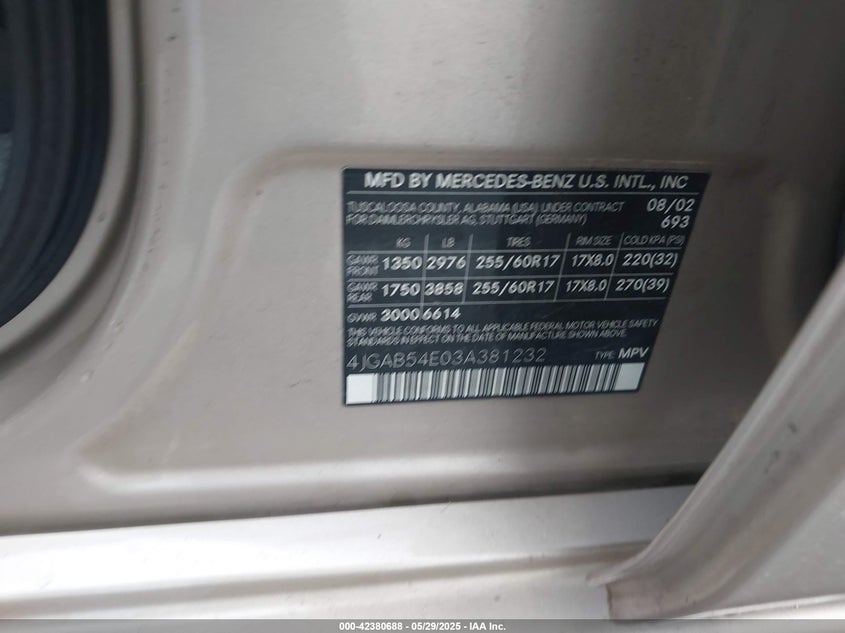 MFD BY MERCEDES-BENZ U.S. INTL., INC
TUSCALOOSA COUNTY, ALABAMA (USA) UNDER CONTRACT 08/02
FOR DAIMLERCHRYSLER AG, STUTTGART (GERMANY) 693
KG LB TIRES RIM SIZE COLD KPA (PSI)
GAWR FRONT 1350 2976 255/60R17 17X8.0 220(32)
GAWR REAR 1750 3858 255/60R17 17X8.0 270(39)
GVWR 3000 6614
THIS VEHICLE CONFORMS TO ALL APPLICABLE FEDERAL MOTOR VEHICLE SAFETY
STANDARDS IN EFFECT ON THE DATE OF MANUFACTURE SHOWN ABOVE.
4JGAB54E03A381232 TYPE: MPV
000-42380688 - 05/29/2025 - IAA Inc.